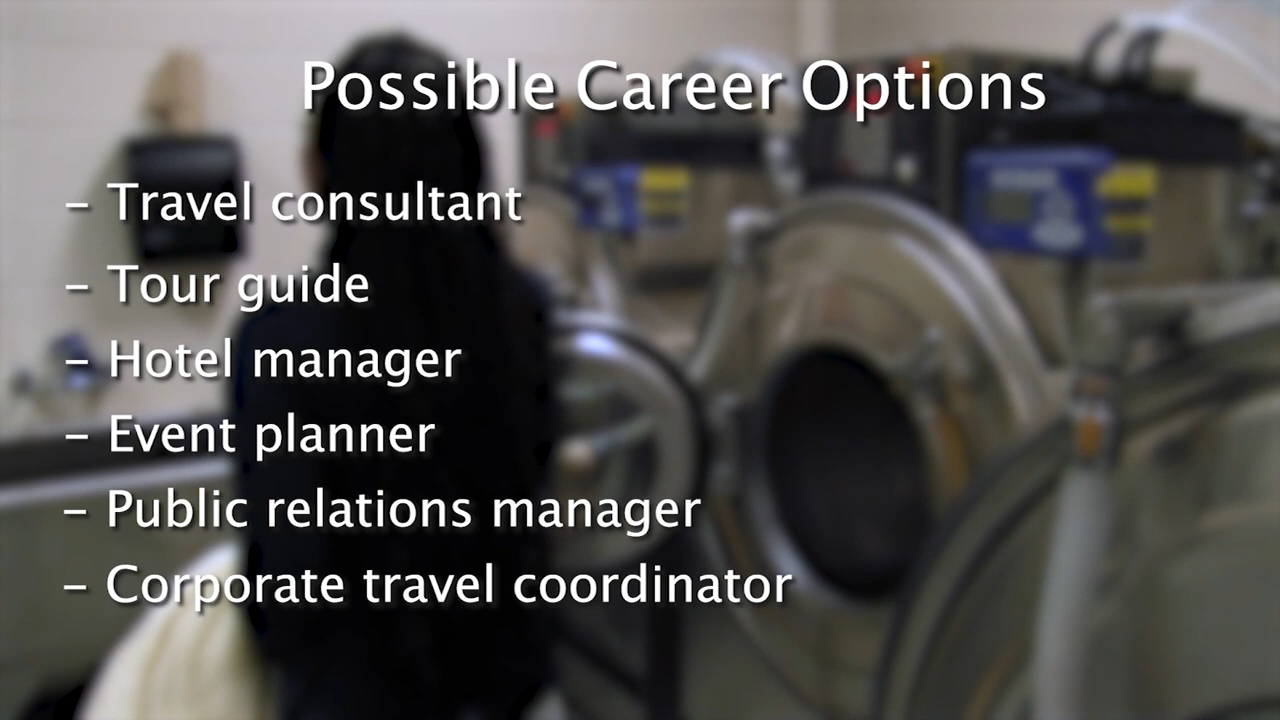 Possible Career Options
– Travel consultant
– Tour guide
– Hotel manager
– Event planner
– Public relations manager
– Corporate travel coordinator